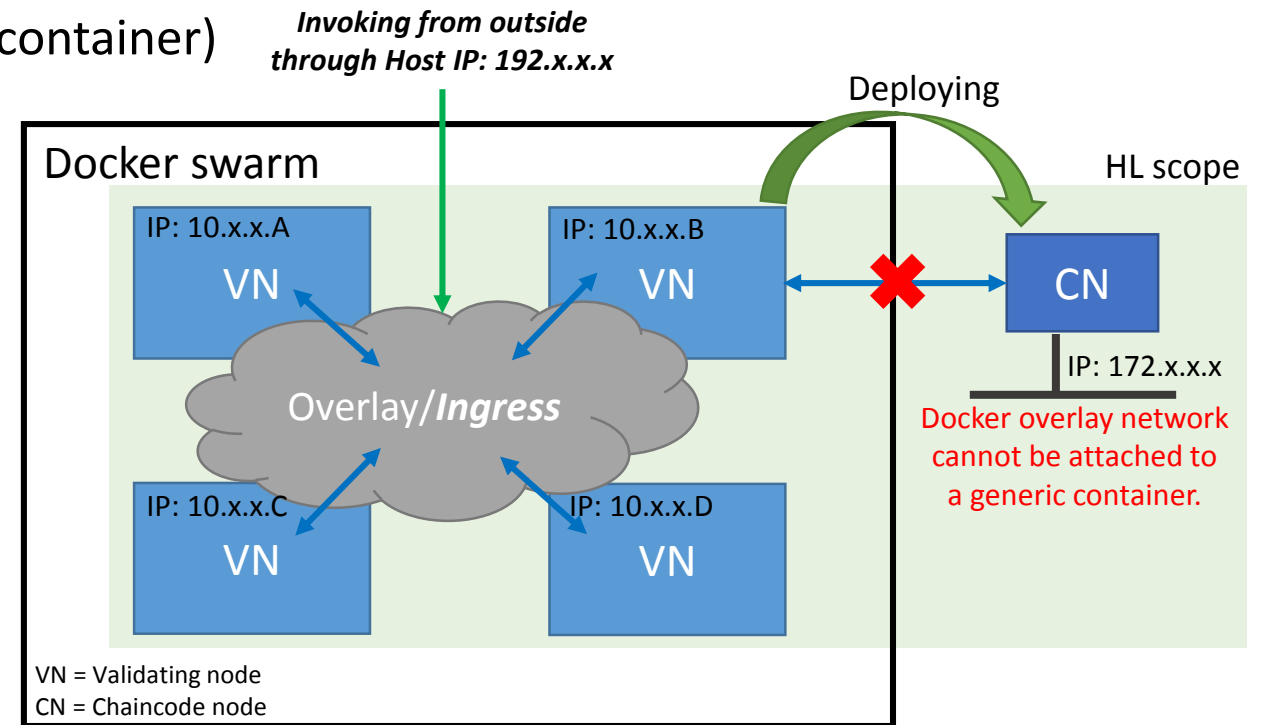 container)
Invoking from outside
through Host IP: 192.x.x.x
Deploying
Docker swarm
HL scope
IP: 10.x.x.A
VN
IP: 10.x.x.B
VN
CN
IP: 172.x.x.x
Overlay/Ingress
Docker overlay network
cannot be attached to
a generic container.
IP: 10.x.x.C
VN
IP: 10.x.x.D
VN
VN = Validating node
CN = Chaincode node